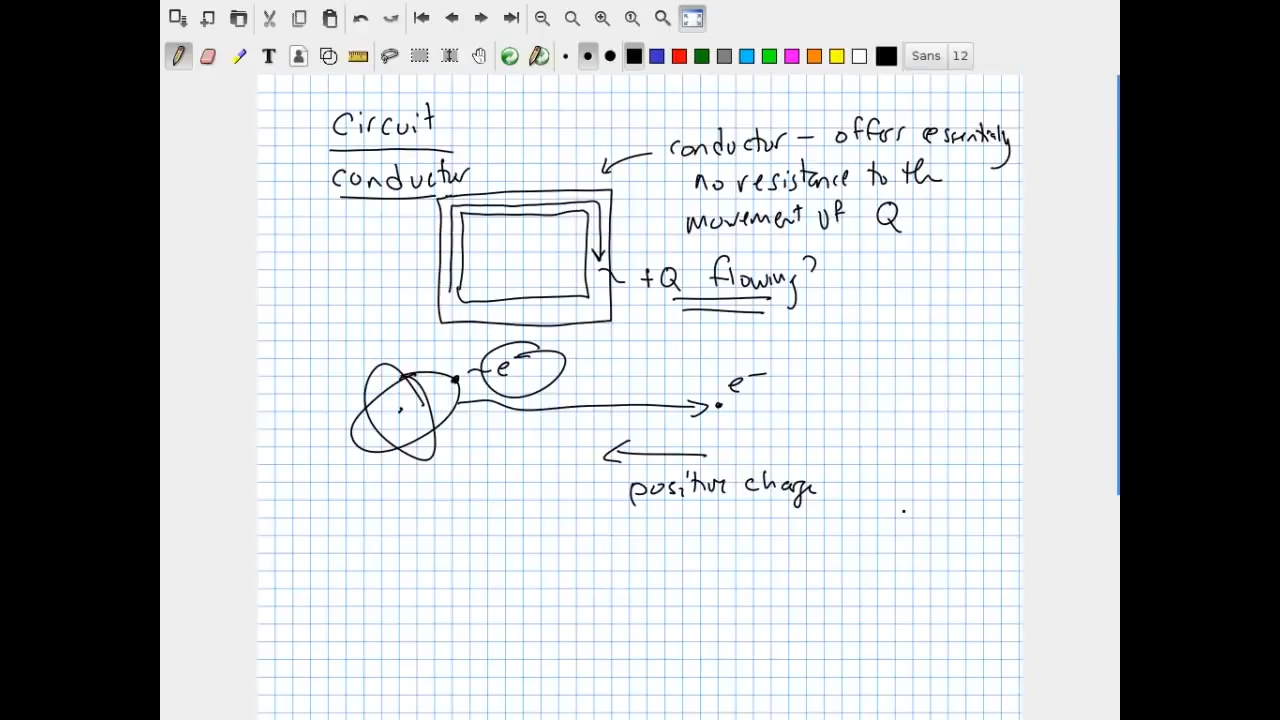 Sans 12
Circuit
conductor
conductor – offers essentially
no resistance to the
movement of Q
+Q flowing?
e⁻
e⁻
positive charge